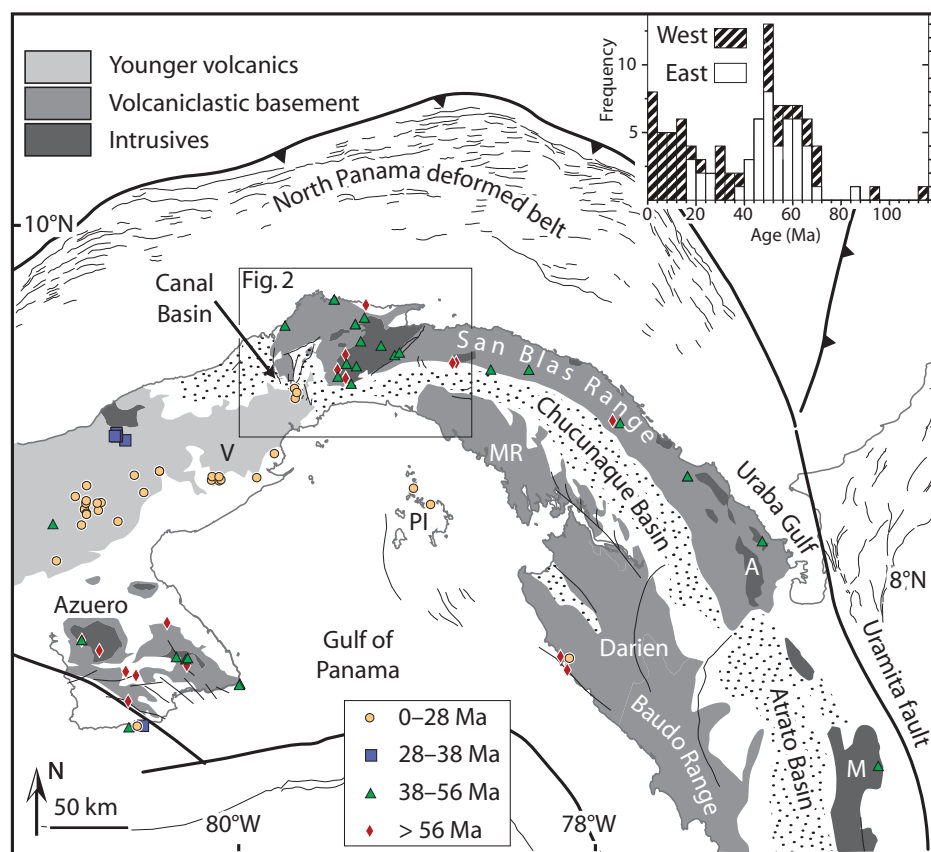 Younger volcanics
Volcaniclastic basement
Intrusives
West
East
Frequency
10
5
0
20
40
60
80
100
Age (Ma)
North Panama deformed belt
10°N
Fig. 2
Canal
Basin
San Blas Range
Chucunaque Basin
V
MR
PI
Uraba Gulf
A
8°N
Azuero
Gulf of
Panama
Darien
Uramita fault
Baudo Range
Atrato Basin
M
0–28 Ma
28–38 Ma
38–56 Ma
> 56 Ma
N
50 km
80°W
78°W